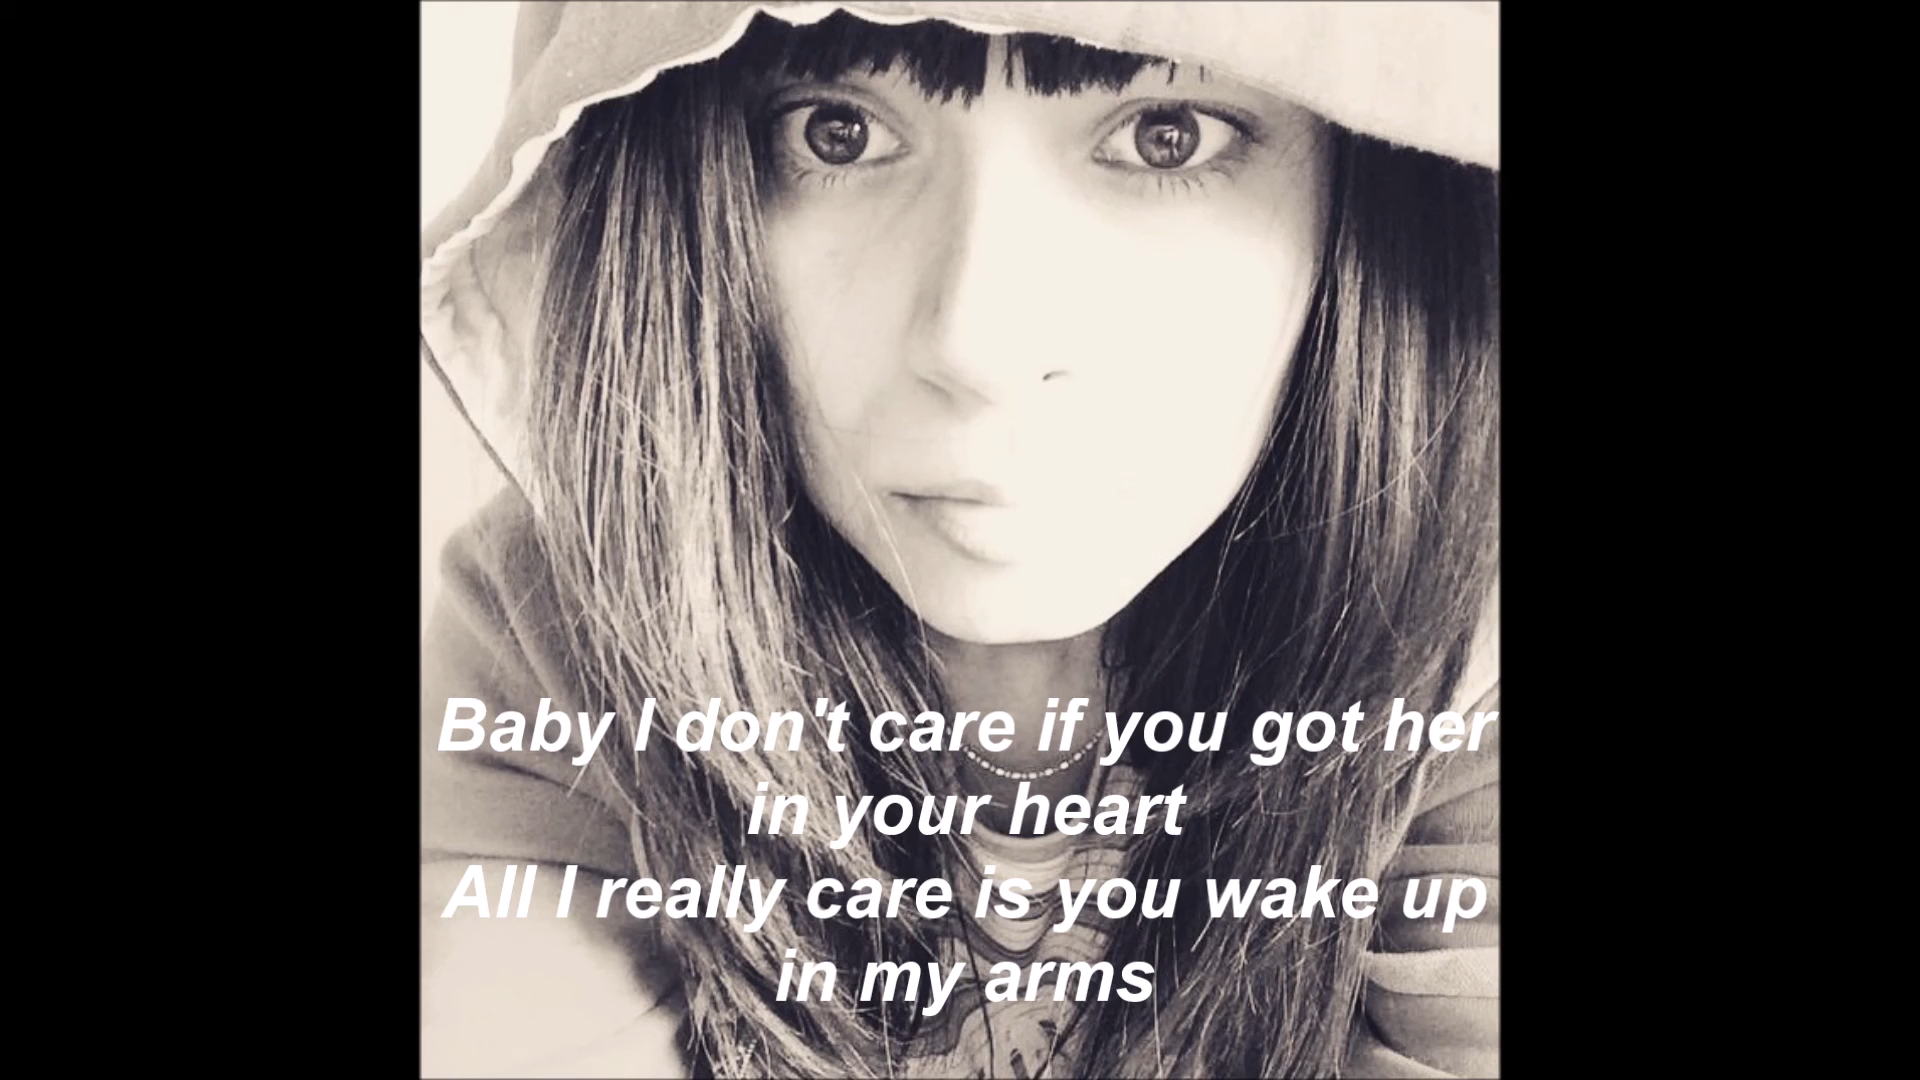 Baby I don't care if you got her
in your heart
All I really care is you wake up
in my arms